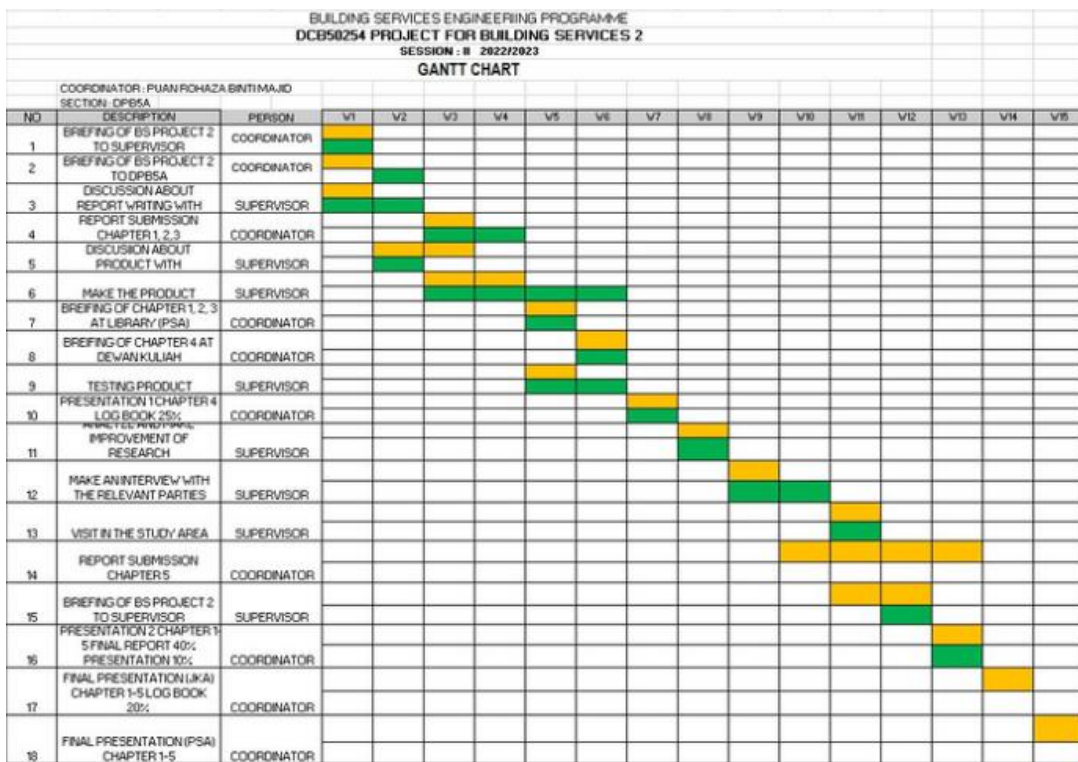 BUILDING SERVICES ENGINEERIING PROGRAMME
DCB50254 PROJECT FOR BUILDING SERVICES 2
SESSION : II 2022/2023
GANTT CHART
COORDINATOR : PUAN ROHAZA BINTI MAJID
SECTION : DPB5A
NO DESCRIPTION PERSON W1 W2 W3 W4 W5 W6 W7 W8 W9 W10 W11 W12 W13 W14 W15
1 BRIEFING OF BS PROJECT 2 COORDINATOR
TO SUPERVISOR
2 BRIEFING OF BS PROJECT 2 COORDINATOR
TO DPB5A
DISCUSSION ABOUT
3 REPORT WRITING WITH SUPERVISOR
REPORT SUBMISSION
4 CHAPTER 1, 2,3 COORDINATOR
DISCUSIION ABOUT
5 PRODUCT WITH SUPERVISOR
6 MAKE THE PRODUCT SUPERVISOR
BREIFING OF CHAPTER 1, 2, 3
7 AT LIBRARY (PSA) COORDINATOR
BREIFING OF CHAPTER 4 AT
8 DEWAN KULIAH COORDINATOR
9 TESTING PRODUCT SUPERVISOR
PRESENTATION 1 CHAPTER 4
10 LOG BOOK 25% COORDINATOR
AND MAKE
IMPROVEMENT OF
11 RESEARCH SUPERVISOR
MAKE AN INTERVIEW WITH
12 THE RELEVANT PARTIES SUPERVISOR
13 VISIT IN THE STUDY AREA SUPERVISOR
REPORT SUBMISSION
14 CHAPTER 5 COORDINATOR
BRIEFING OF BS PROJECT 2
15 TO SUPERVISOR SUPERVISOR
PRESENTATION 2 CHAPTER 1-
5 FINAL REPORT 40%
16 PRESENTATION 10% COORDINATOR
FINAL PRESENTATION (JKA)
CHAPTER 1-5 LOG BOOK
17 20% COORDINATOR
FINAL PRESENTATION (PSA)
18 CHAPTER 1-5 COORDINATOR